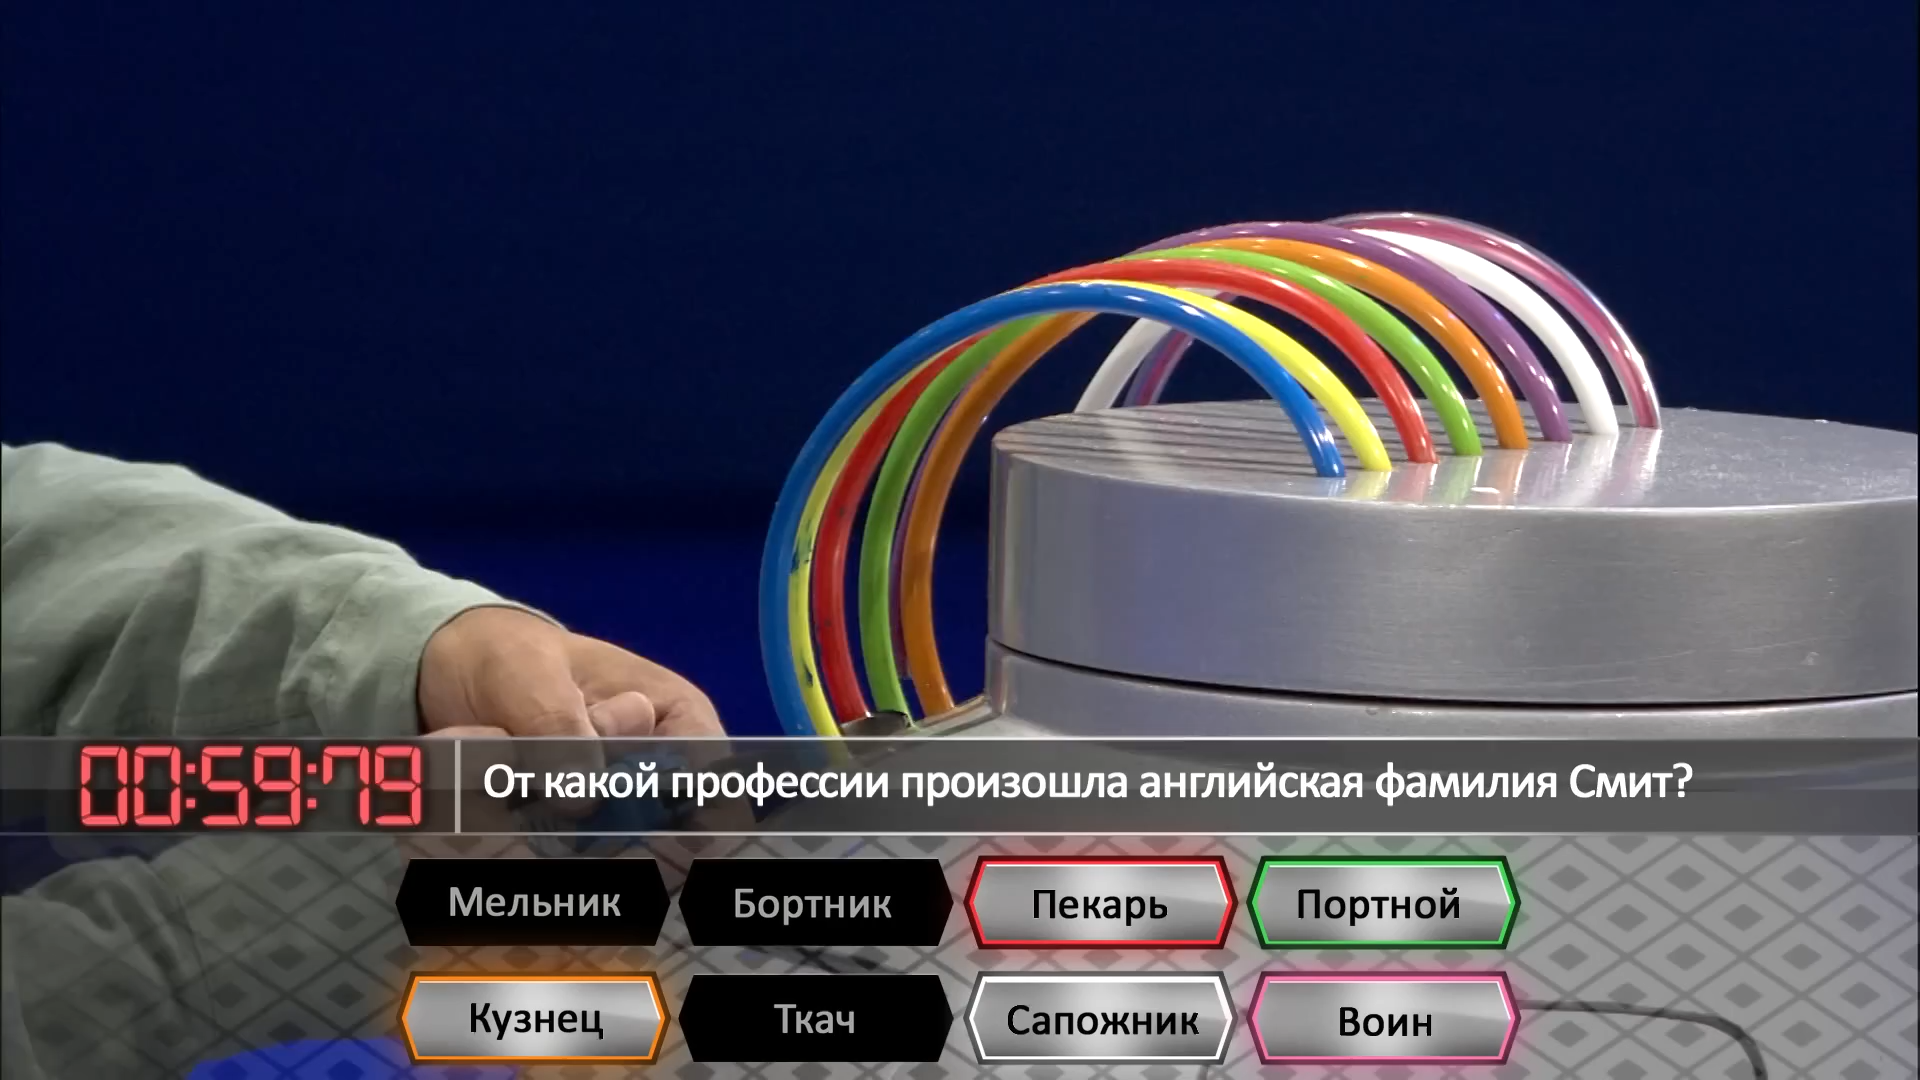 00:59:79
От какой профессии произошла английская фамилия Смит?
Мельник
Бортник
Пекарь
Портной
Кузнец
Ткач
Сапожник
Воин